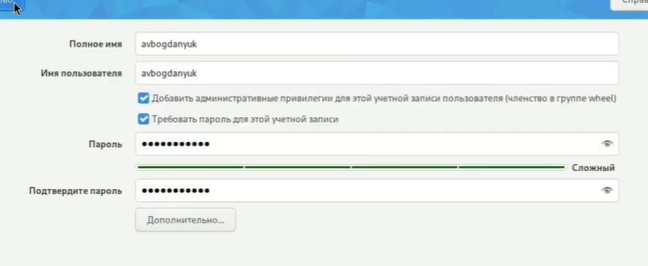 Полное имя avbogdanyuk
Имя пользователя avbogdanyuk
Добавить административные привилегии для этой учетной записи пользователя (членство в группе wheel)
Требовать пароль для этой учетной записи
Пароль •••••••••••
Сложный
Подтвердите пароль •••••••••••
Дополнительно...